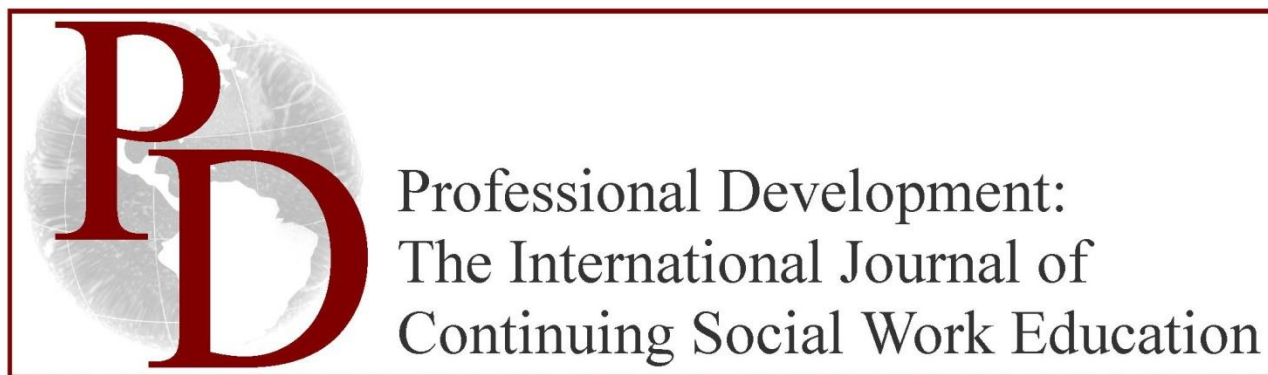 PD
Professional Development:
The International Journal of
Continuing Social Work Education